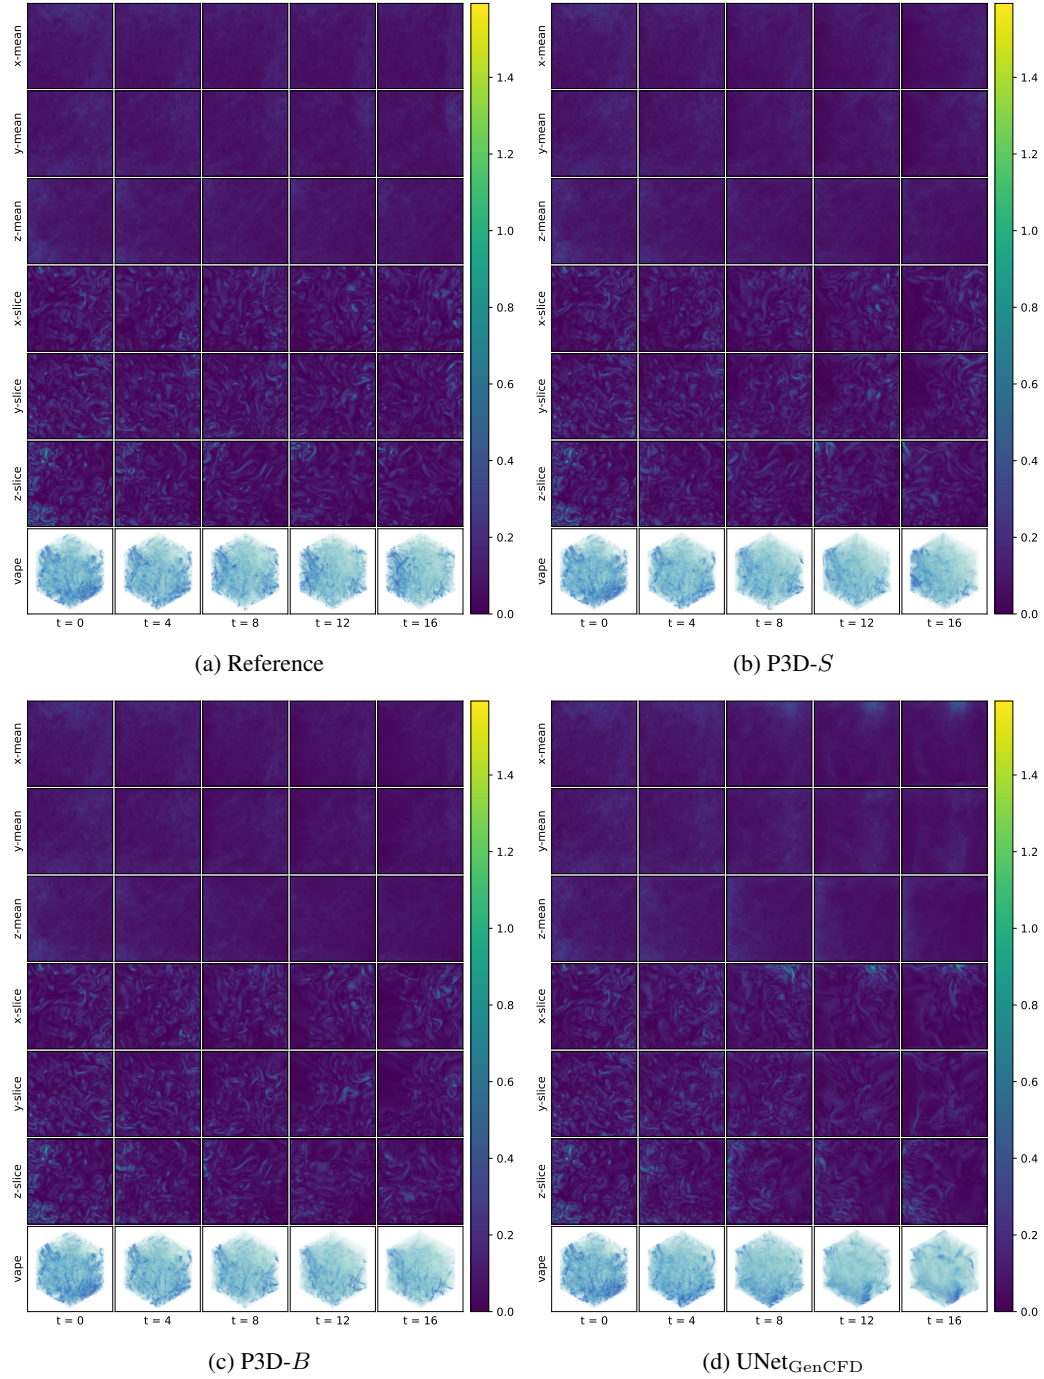 x-mean
y-mean
z-mean
x-slice
y-slice
z-slice
vape
t = 0 t = 4 t = 8 t = 12 t = 16
1.4
1.2
1.0
0.8
0.6
0.4
0.2
0.0
(a) Reference
x-mean
y-mean
z-mean
x-slice
y-slice
z-slice
vape
t = 0 t = 4 t = 8 t = 12 t = 16
1.4
1.2
1.0
0.8
0.6
0.4
0.2
0.0
(b) P3D-S
x-mean
y-mean
z-mean
x-slice
y-slice
z-slice
vape
t = 0 t = 4 t = 8 t = 12 t = 16
1.4
1.2
1.0
0.8
0.6
0.4
0.2
0.0
(c) P3D-B
x-mean
y-mean
z-mean
x-slice
y-slice
z-slice
vape
t = 0 t = 4 t = 8 t = 12 t = 16
1.4
1.2
1.0
0.8
0.6
0.4
0.2
0.0
(d) UNetGenCFD